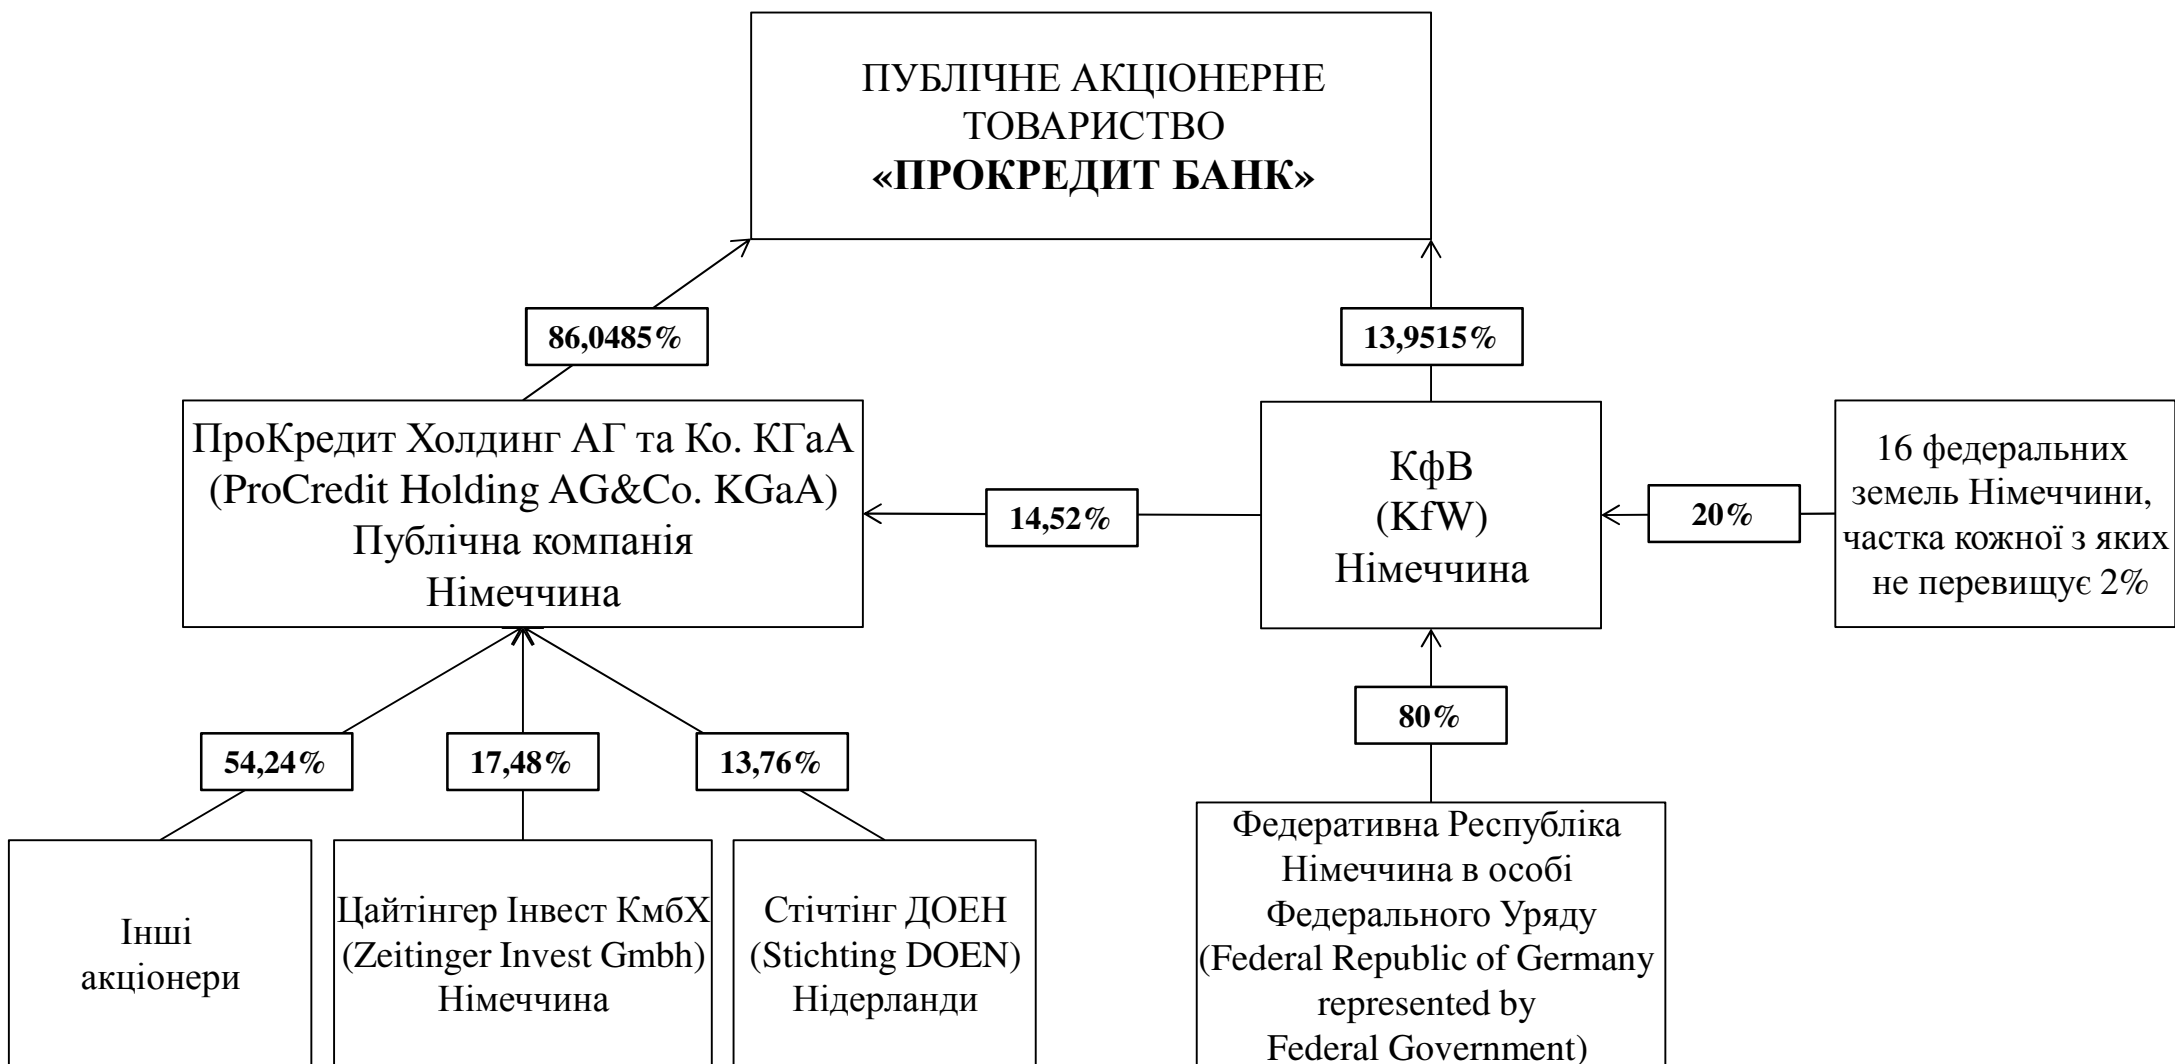 ПУБЛІЧНЕ АКЦІОНЕРНЕ
ТОВАРИСТВО
«ПРОКРЕДИТ БАНК»
86,0485%
13,9515%
ПроКредит Холдинг АГ та Ко. КГаА
(ProCredit Holding AG&Co. KGaA)
Публічна компанія
Німеччина
14,52%
КфВ
(KfW)
Німеччина
20%
16 федеральних
земель Німеччини,
частка кожної з яких
не перевищує 2%
54,24%
17,48%
13,76%
80%
Інші
акціонери
Цайтінгер Інвест КмбХ
(Zeitinger Invest Gmbh)
Німеччина
Стічтінг ДОЕН
(Stichting DOEN)
Нідерланди
Федеративна Республіка
Німеччина в особі
Федерального Уряду
(Federal Republic of Germany
represented by
Federal Government)